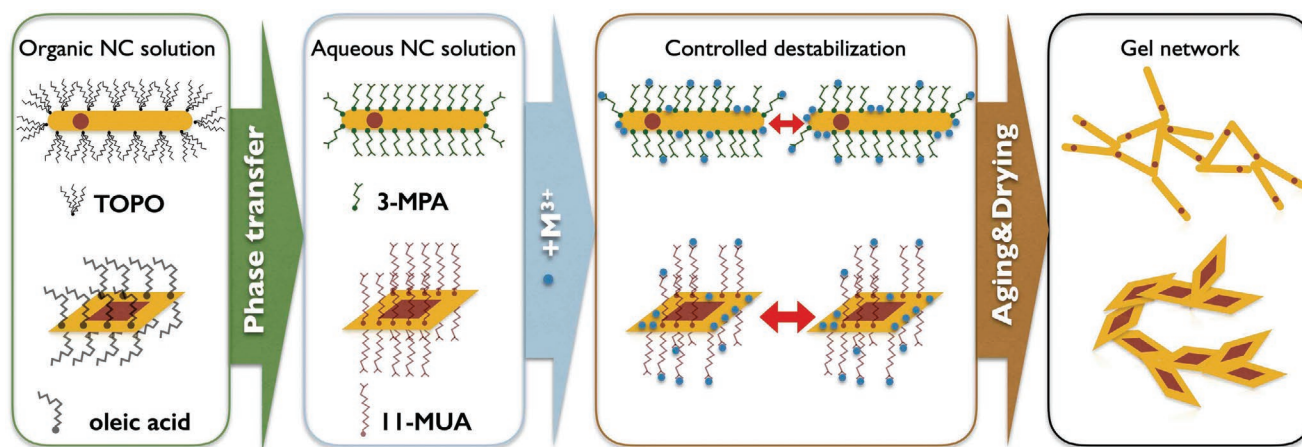 Organic NC solution
TOPO
oleic acid
Phase transfer
Aqueous NC solution
3-MPA
11-MUA
+M³⁺
Controlled destabilization
Aging&Drying
Gel network